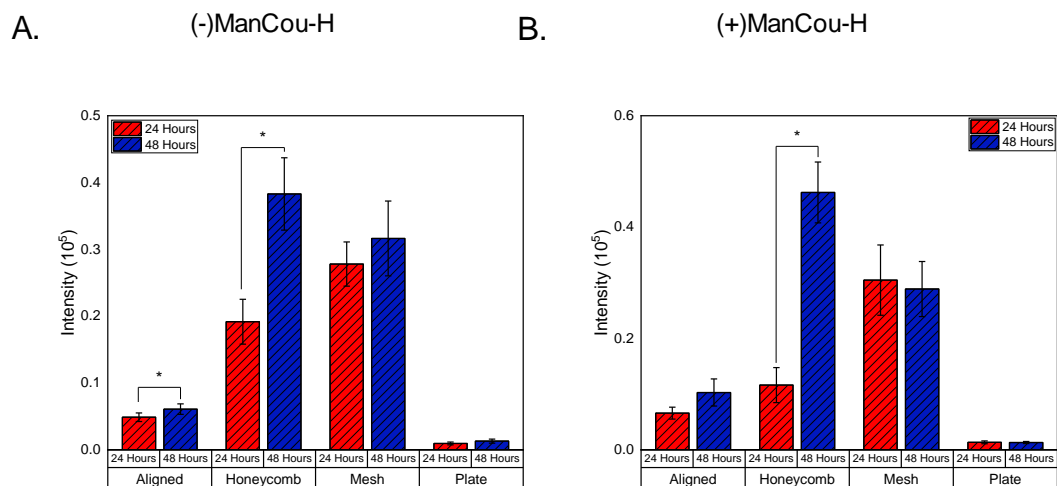 A.
(-)ManCou-H
Intensity (10⁵)
0.5
0.4
0.3
0.2
0.1
0.0
24 Hours
48 Hours
*
*
24 Hours 48 Hours 24 Hours 48 Hours 24 Hours 48 Hours 24 Hours 48 Hours
Aligned Honeycomb Mesh Plate
B.
(+)ManCou-H
Intensity (10⁵)
0.6
0.4
0.2
0.0
24 Hours
48 Hours
*
24 Hours 48 Hours 24 Hours 48 Hours 24 Hours 48 Hours 24 Hours 48 Hours
Aligned Honeycomb Mesh Plate